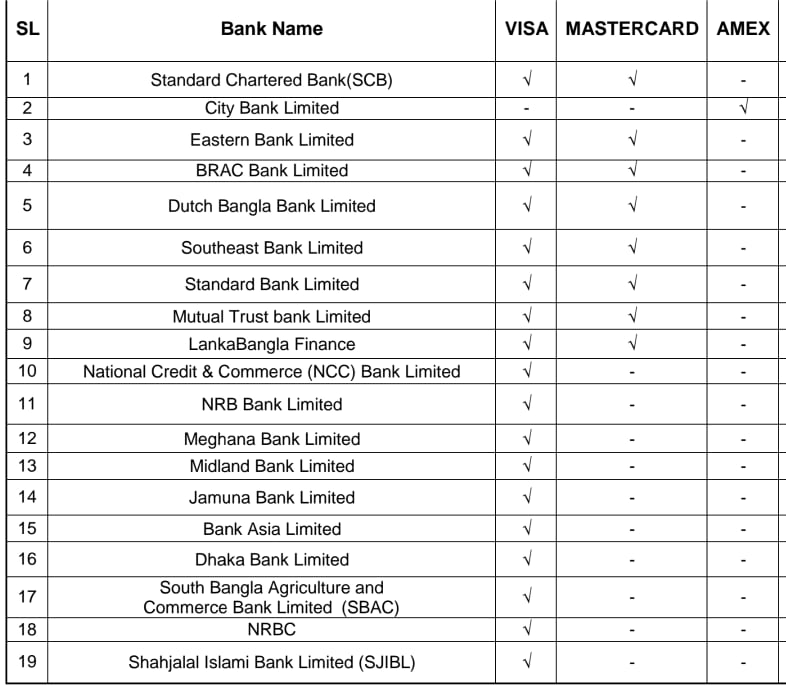 SL Bank Name VISA MASTERCARD AMEX
1 Standard Chartered Bank(SCB) √ √ -
2 City Bank Limited - - √
3 Eastern Bank Limited √ √ -
4 BRAC Bank Limited √ √ -
5 Dutch Bangla Bank Limited √ √ -
6 Southeast Bank Limited √ √ -
7 Standard Bank Limited √ √ -
8 Mutual Trust bank Limited √ √ -
9 LankaBangla Finance √ √ -
10 National Credit & Commerce (NCC) Bank Limited √ - -
11 NRB Bank Limited √ - -
12 Meghana Bank Limited √ - -
13 Midland Bank Limited √ - -
14 Jamuna Bank Limited √ - -
15 Bank Asia Limited √ - -
16 Dhaka Bank Limited √ - -
17 South Bangla Agriculture and
Commerce Bank Limited (SBAC) √ - -
18 NRBC √ - -
19 Shahjalal Islami Bank Limited (SJIBL) √ - -